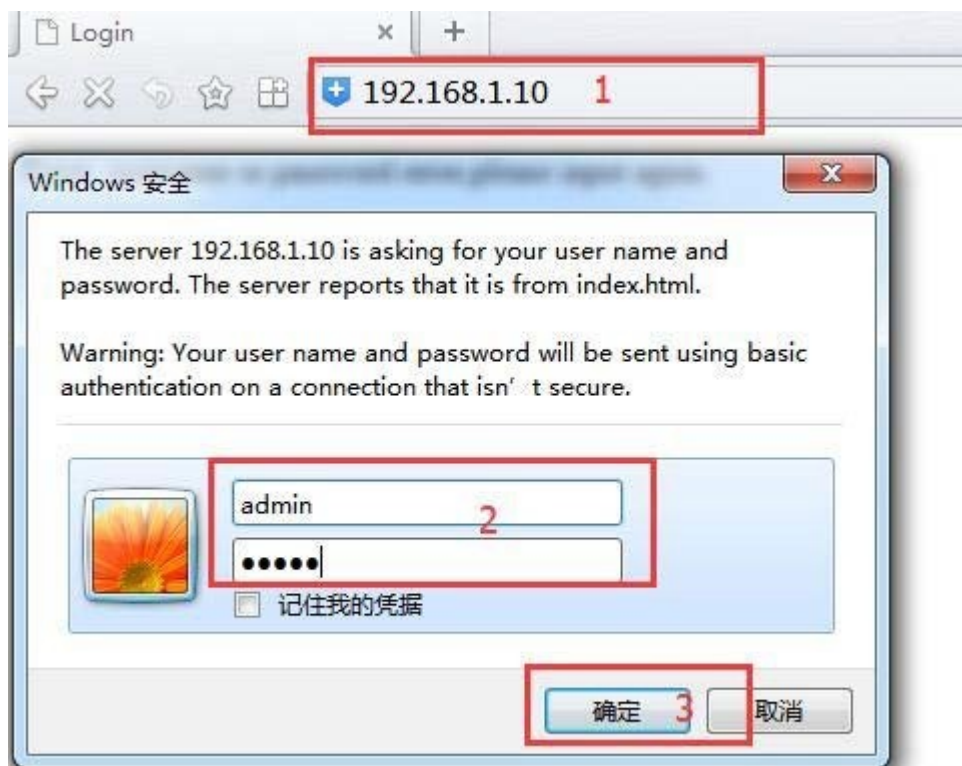 Login
192.168.1.10 1
Windows 安全
The server 192.168.1.10 is asking for your user name and
password. The server reports that it is from index.html.
Warning: Your user name and password will be sent using basic
authentication on a connection that isn’ t secure.
admin
2
•••••
记住我的凭据
确定 3 取消